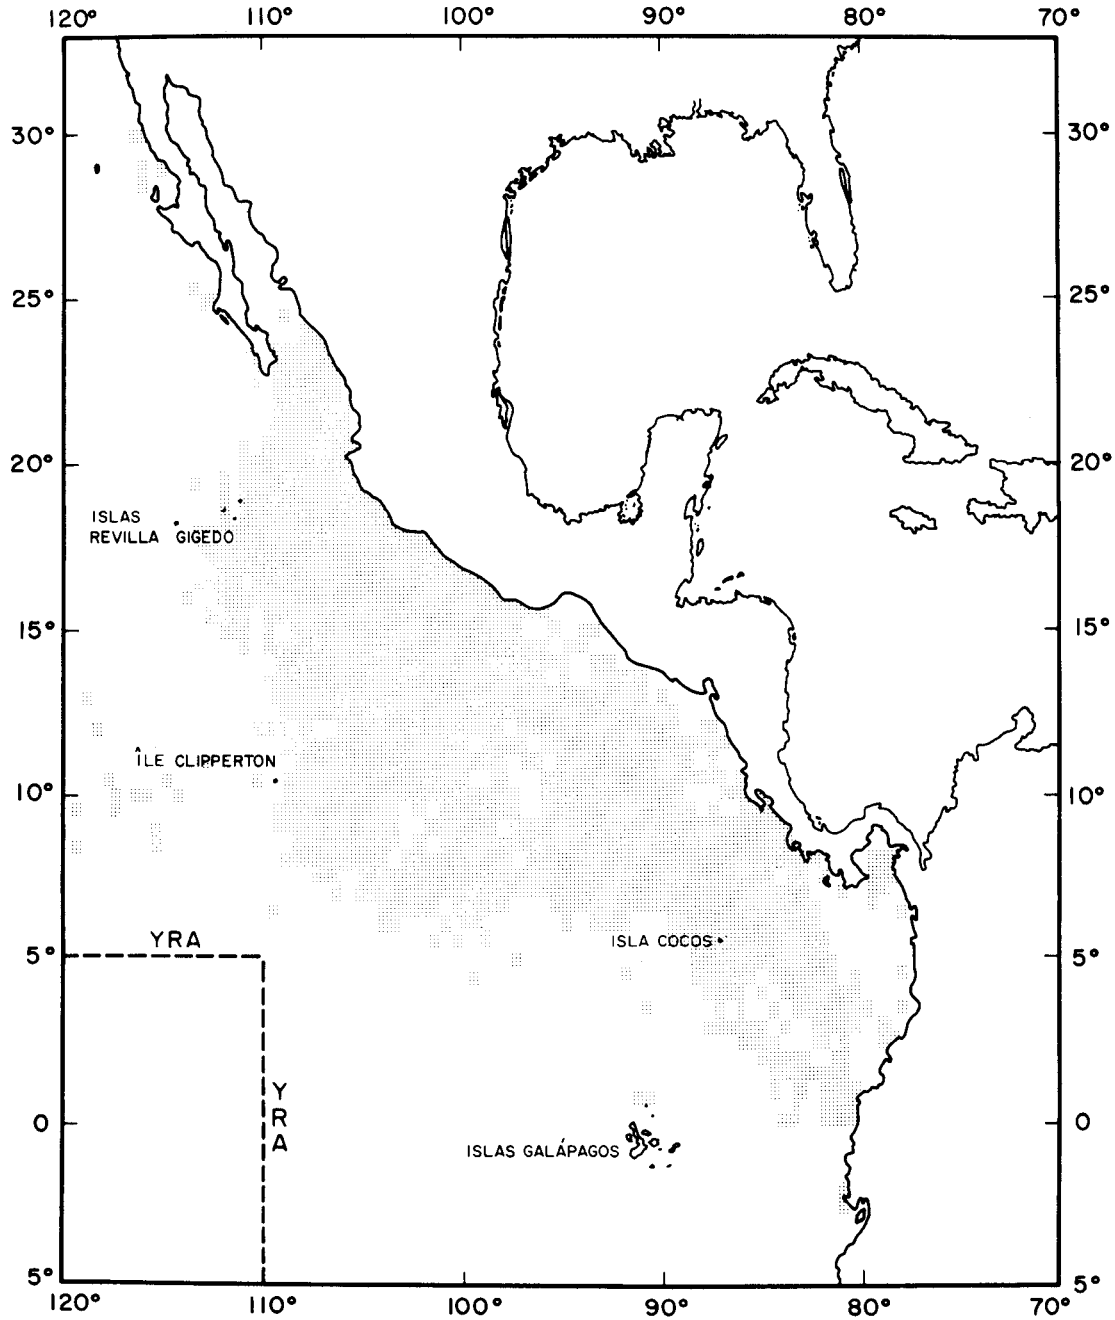 120° 110° 100° 90° 80° 70°
30° 30°
25° 25°
20° 20°
ISLAS
REVILLA GIGEDO
15° 15°
ÎLE CLIPPERTON
10° 10°
YRA
ISLA COCOS
5° 5°
Y
R
A
0 0
ISLAS GALÁPAGOS
5° 5°
120° 110° 100° 90° 80° 70°